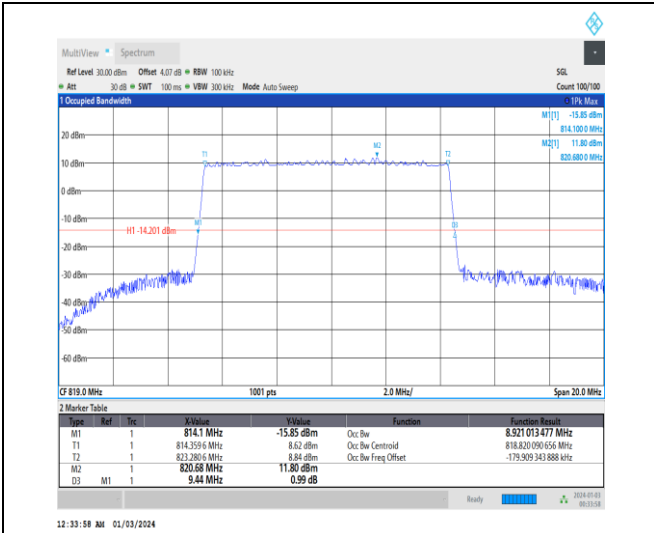 MultiView Spectrum
Ref Level 30.00 dBm Offset 4.07 dB RBW 100 kHz SGL
Att 30 dB SWT 100 ms VBW 300 kHz Mode Auto Sweep Count 100/100
1 Occupied Bandwidth 1Pk Max
M1[1] -15.85 dBm
814.100 0 MHz
M2[1] 11.80 dBm
820.680 0 MHz
20 dBm
M2
T1 T2
10 dBm
0 dBm
-10 dBm
M1 D3
H1 -14.201 dBm
-20 dBm
-30 dBm
-40 dBm
-50 dBm
-60 dBm
CF 819.0 MHz 1001 pts 2.0 MHz/ Span 20.0 MHz
2 Marker Table
Type Ref Trc X-Value Y-Value Function Function Result
M1 1 814.1 MHz -15.85 dBm Occ Bw 8.921 013 477 MHz
T1 1 814.359 6 MHz 8.62 dBm Occ Bw Centroid 818.820 090 656 MHz
T2 1 823.280 6 MHz 8.84 dBm Occ Bw Freq Offset -179.909 343 888 kHz
M2 1 820.68 MHz 11.80 dBm
D3 M1 1 9.44 MHz 0.99 dB
Ready 2024-01-03
00:33:58
12:33:58 AM 01/03/2024